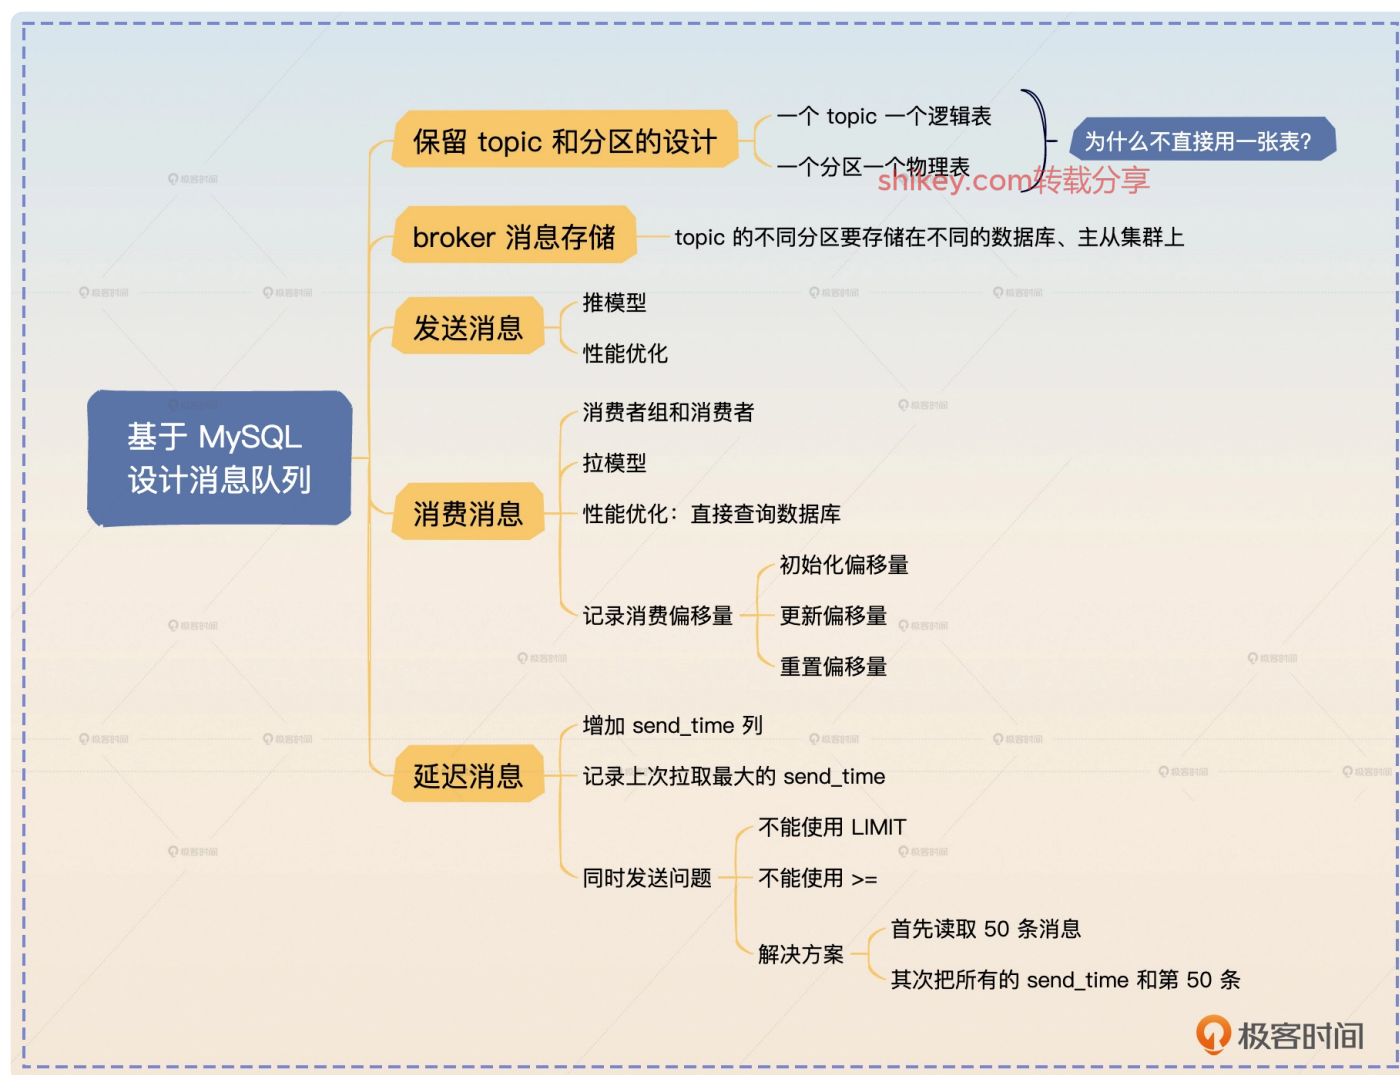 基于 MySQL
设计消息队列
保留 topic 和分区的设计
一个 topic 一个逻辑表
一个分区一个物理表
为什么不直接用一张表？
shikey.com转载分享
broker 消息存储
topic 的不同分区要存储在不同的数据库、主从集群上
发送消息
推模型
性能优化
消费消息
消费者组和消费者
拉模型
性能优化：直接查询数据库
记录消费偏移量
初始化偏移量
更新偏移量
重置偏移量
延迟消息
增加 send_time 列
记录上次拉取最大的 send_time
同时发送问题
不能使用 LIMIT
不能使用 >=
解决方案
首先读取 50 条消息
其次把所有的 send_time 和第 50 条
极客时间